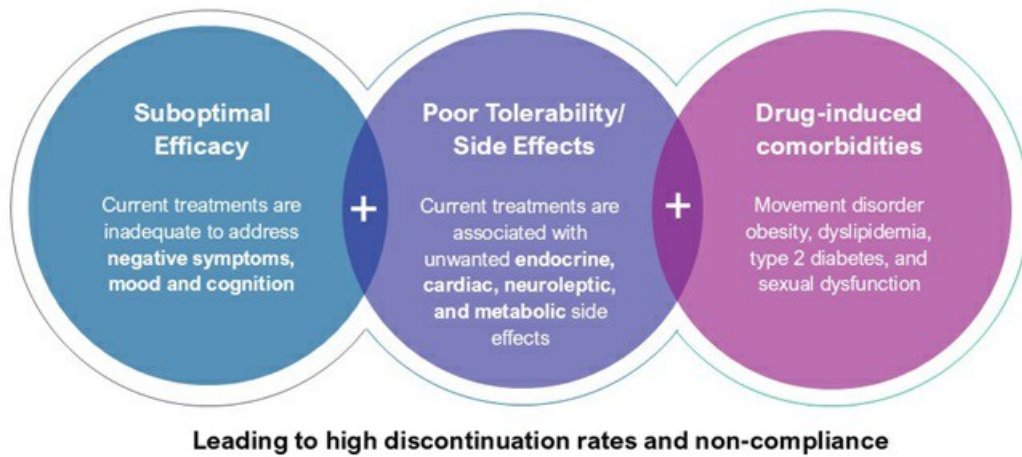 Suboptimal
Efficacy
Current treatments are
inadequate to address
negative symptoms,
mood and cognition
+
Poor Tolerability/
Side Effects
Current treatments are
associated with
unwanted endocrine,
cardiac, neuroleptic,
and metabolic side
effects
+
Drug-induced
comorbidities
Movement disorder
obesity, dyslipidemia,
type 2 diabetes, and
sexual dysfunction
Leading to high discontinuation rates and non-compliance